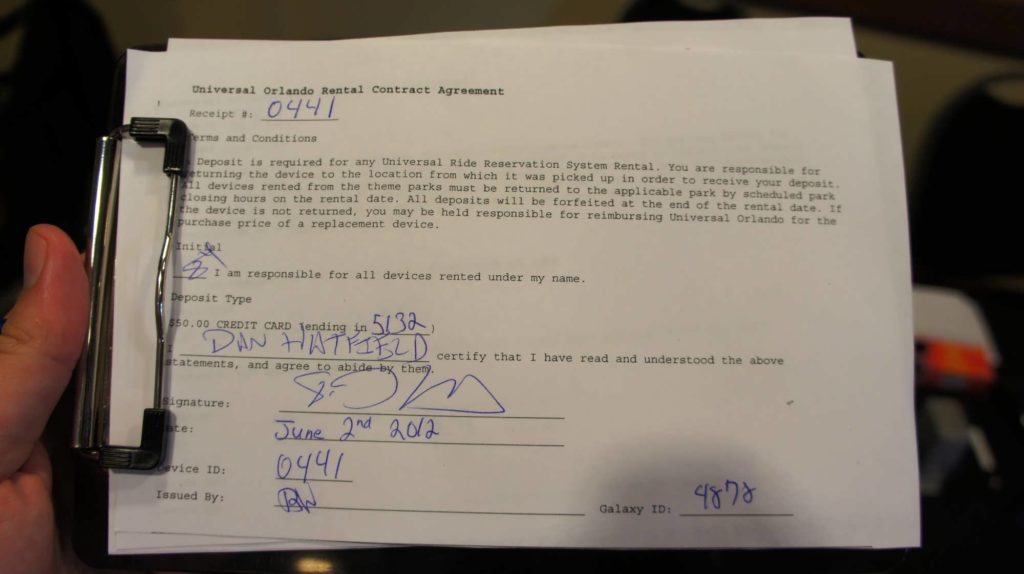 Universal Orlando Rental Contract Agreement
Receipt #: 0441
Terms and Conditions
Deposit is required for any Universal Ride Reservation System Rental. You are responsible for
returning the device to the location from which it was picked up in order to receive your deposit.
All devices rented from the theme parks must be returned to the applicable park by scheduled park
closing hours on the rental date. All deposits will be forfeited at the end of the rental date. If
the device is not returned, you may be held responsible for reimbursing Universal Orlando for the
purchase price of a replacement device.
Initial
I am responsible for all devices rented under my name.
Deposit Type
$50.00 CREDIT CARD (ending in 5132)
I DAN HATFIELD certify that I have read and understood the above
statements, and agree to abide by them.
Signature:
Date: June 2nd 2012
Device ID: 0441
Issued By:
Galaxy ID: 4878